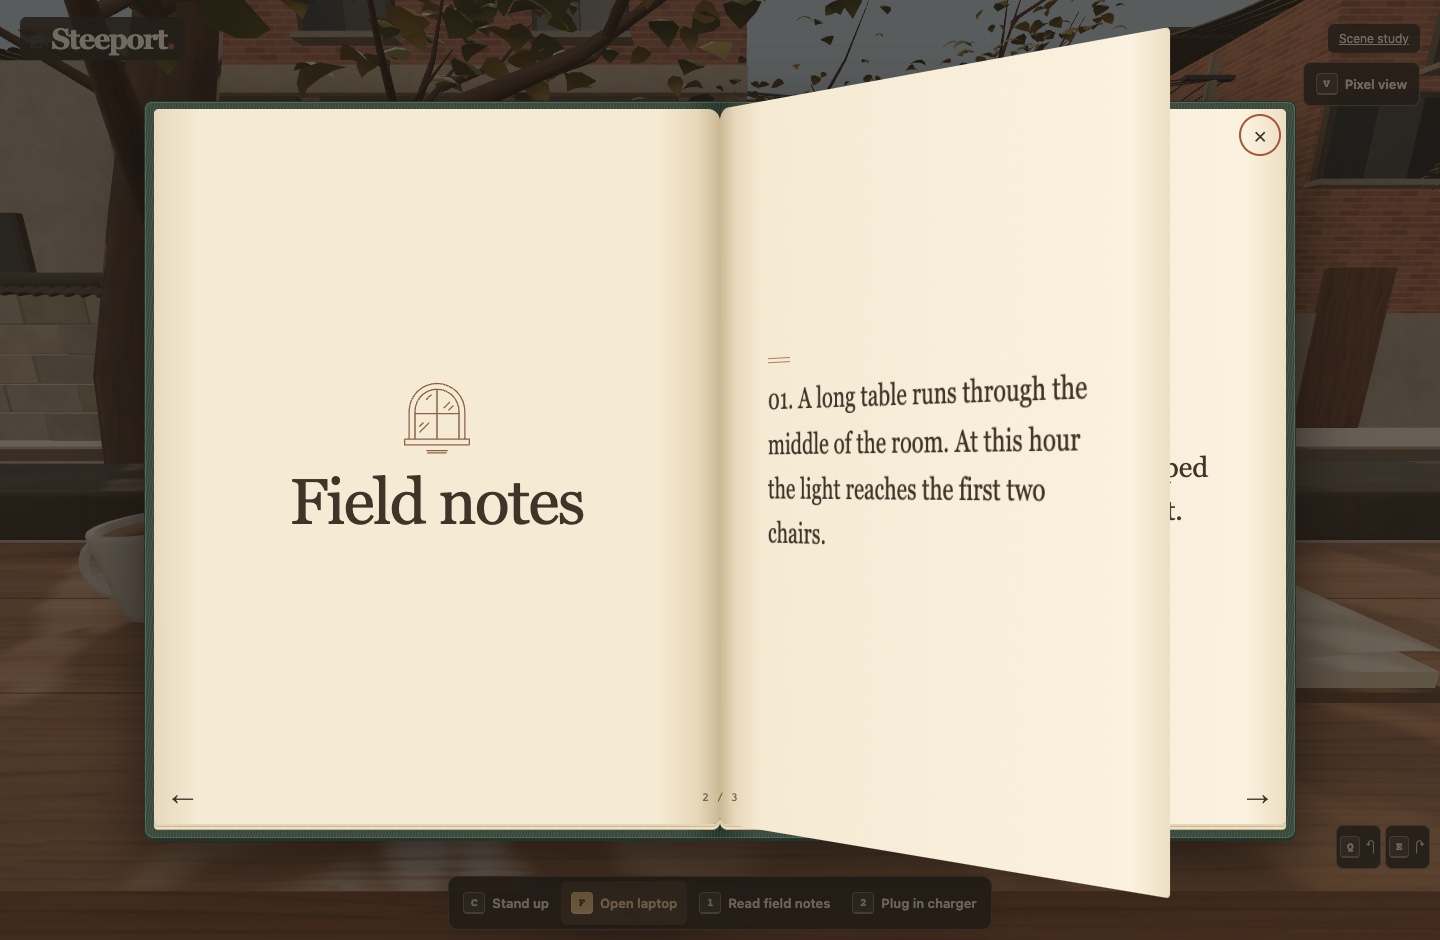 Steeport.
Scene study
V Pixel view
×
Field notes
01. A long table runs through the
middle of the room. At this hour
the light reaches the first two
chairs.
ped
t.
←
2 / 3
→
Q
E
C Stand up
F Open laptop
1 Read field notes
2 Plug in charger